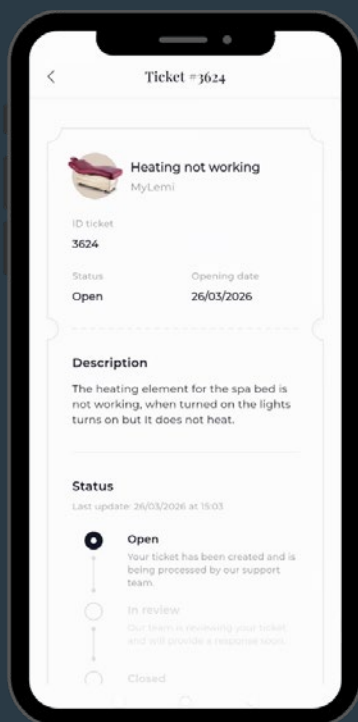 Ticket #3624
Heating not working
MyLemi
ID ticket
3624
Status
Opening date
Open
26/03/2026
Description
The heating element for the spa bed is
not working, when turned on the lights
turns on but It does not heat.
Status
Last update: 26/03/2026 at 15:03
Open
Your ticket has been created and is
being processed by our support
team.
In review
Our team is reviewing your ticket
and will provide a response soon.
Closed